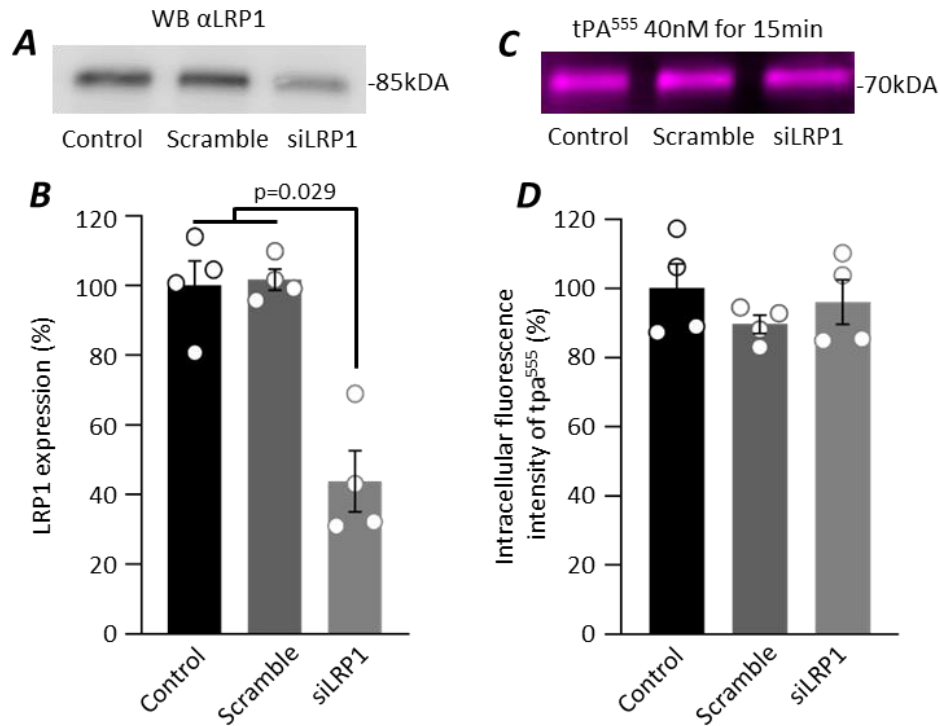 A
WB αLRP1
-85kDA
Control Scramble siLRP1
B
p=0.029
LRP1 expression (%)
120
100
80
60
40
20
0
Control
Scramble
siLRP1
C
tPA⁵⁵⁵ 40nM for 15min
-70kDA
Control Scramble siLRP1
D
Intracellular fluorescence
intensity of tpa⁵⁵⁵ (%)
120
100
80
60
40
20
0
Control
Scramble
siLRP1